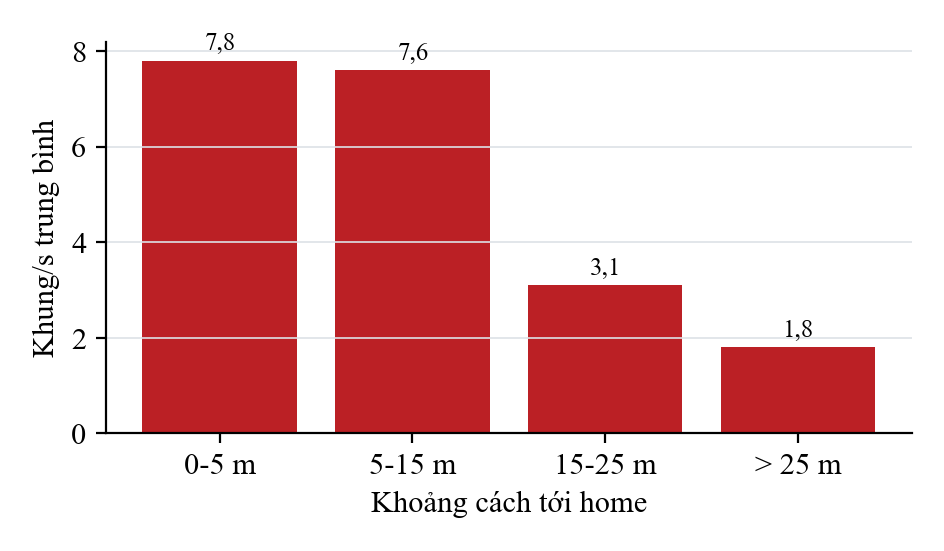 Khung/s trung bình
8
6
4
2
0
7,8
7,6
3,1
1,8
0-5 m
5-15 m
15-25 m
> 25 m
Khoảng cách tới home